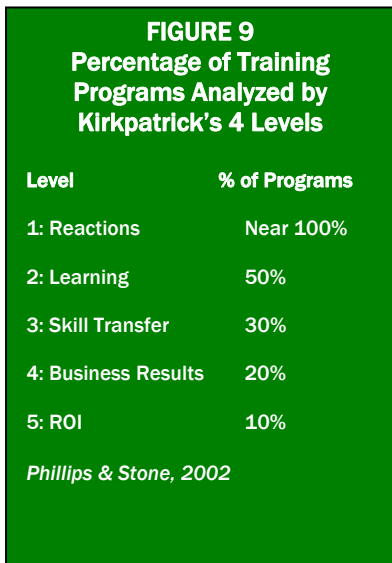 FIGURE 9
Percentage of Training
Programs Analyzed by
Kirkpatrick’s 4 Levels
Level % of Programs
1: Reactions Near 100%
2: Learning 50%
3: Skill Transfer 30%
4: Business Results 20%
5: ROI 10%
Phillips & Stone, 2002